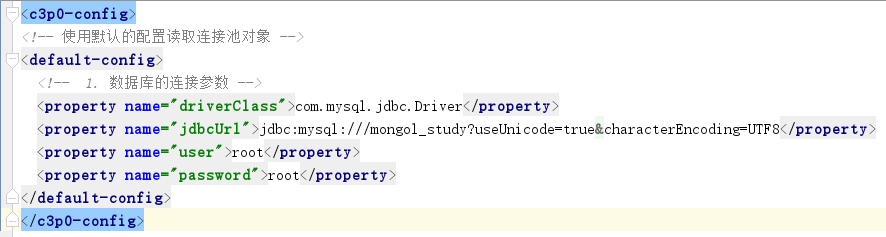 <c3p0-config>
<!-- 使用默认的配置读取连接池对象 -->
<default-config>
<!-- 1. 数据库的连接参数 -->
<property name="driverClass">com.mysql.jdbc.Driver</property>
<property name="jdbcUrl">jdbc:mysql:///mongol_study?useUnicode=true&characterEncoding=UTF8</property>
<property name="user">root</property>
<property name="password">root</property>
</default-config>
</c3p0-config>